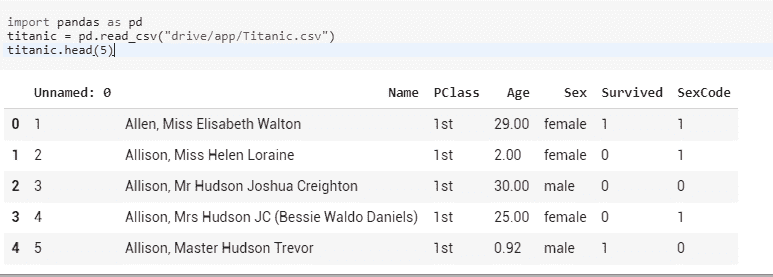 import pandas as pd
titanic = pd.read_csv("drive/app/Titanic.csv")
titanic.head(5)
Unnamed: 0 Name PClass Age Sex Survived SexCode
0 1 Allen, Miss Elisabeth Walton 1st 29.00 female 1 1
1 2 Allison, Miss Helen Loraine 1st 2.00 female 0 1
2 3 Allison, Mr Hudson Joshua Creighton 1st 30.00 male 0 0
3 4 Allison, Mrs Hudson JC (Bessie Waldo Daniels) 1st 25.00 female 0 1
4 5 Allison, Master Hudson Trevor 1st 0.92 male 1 0